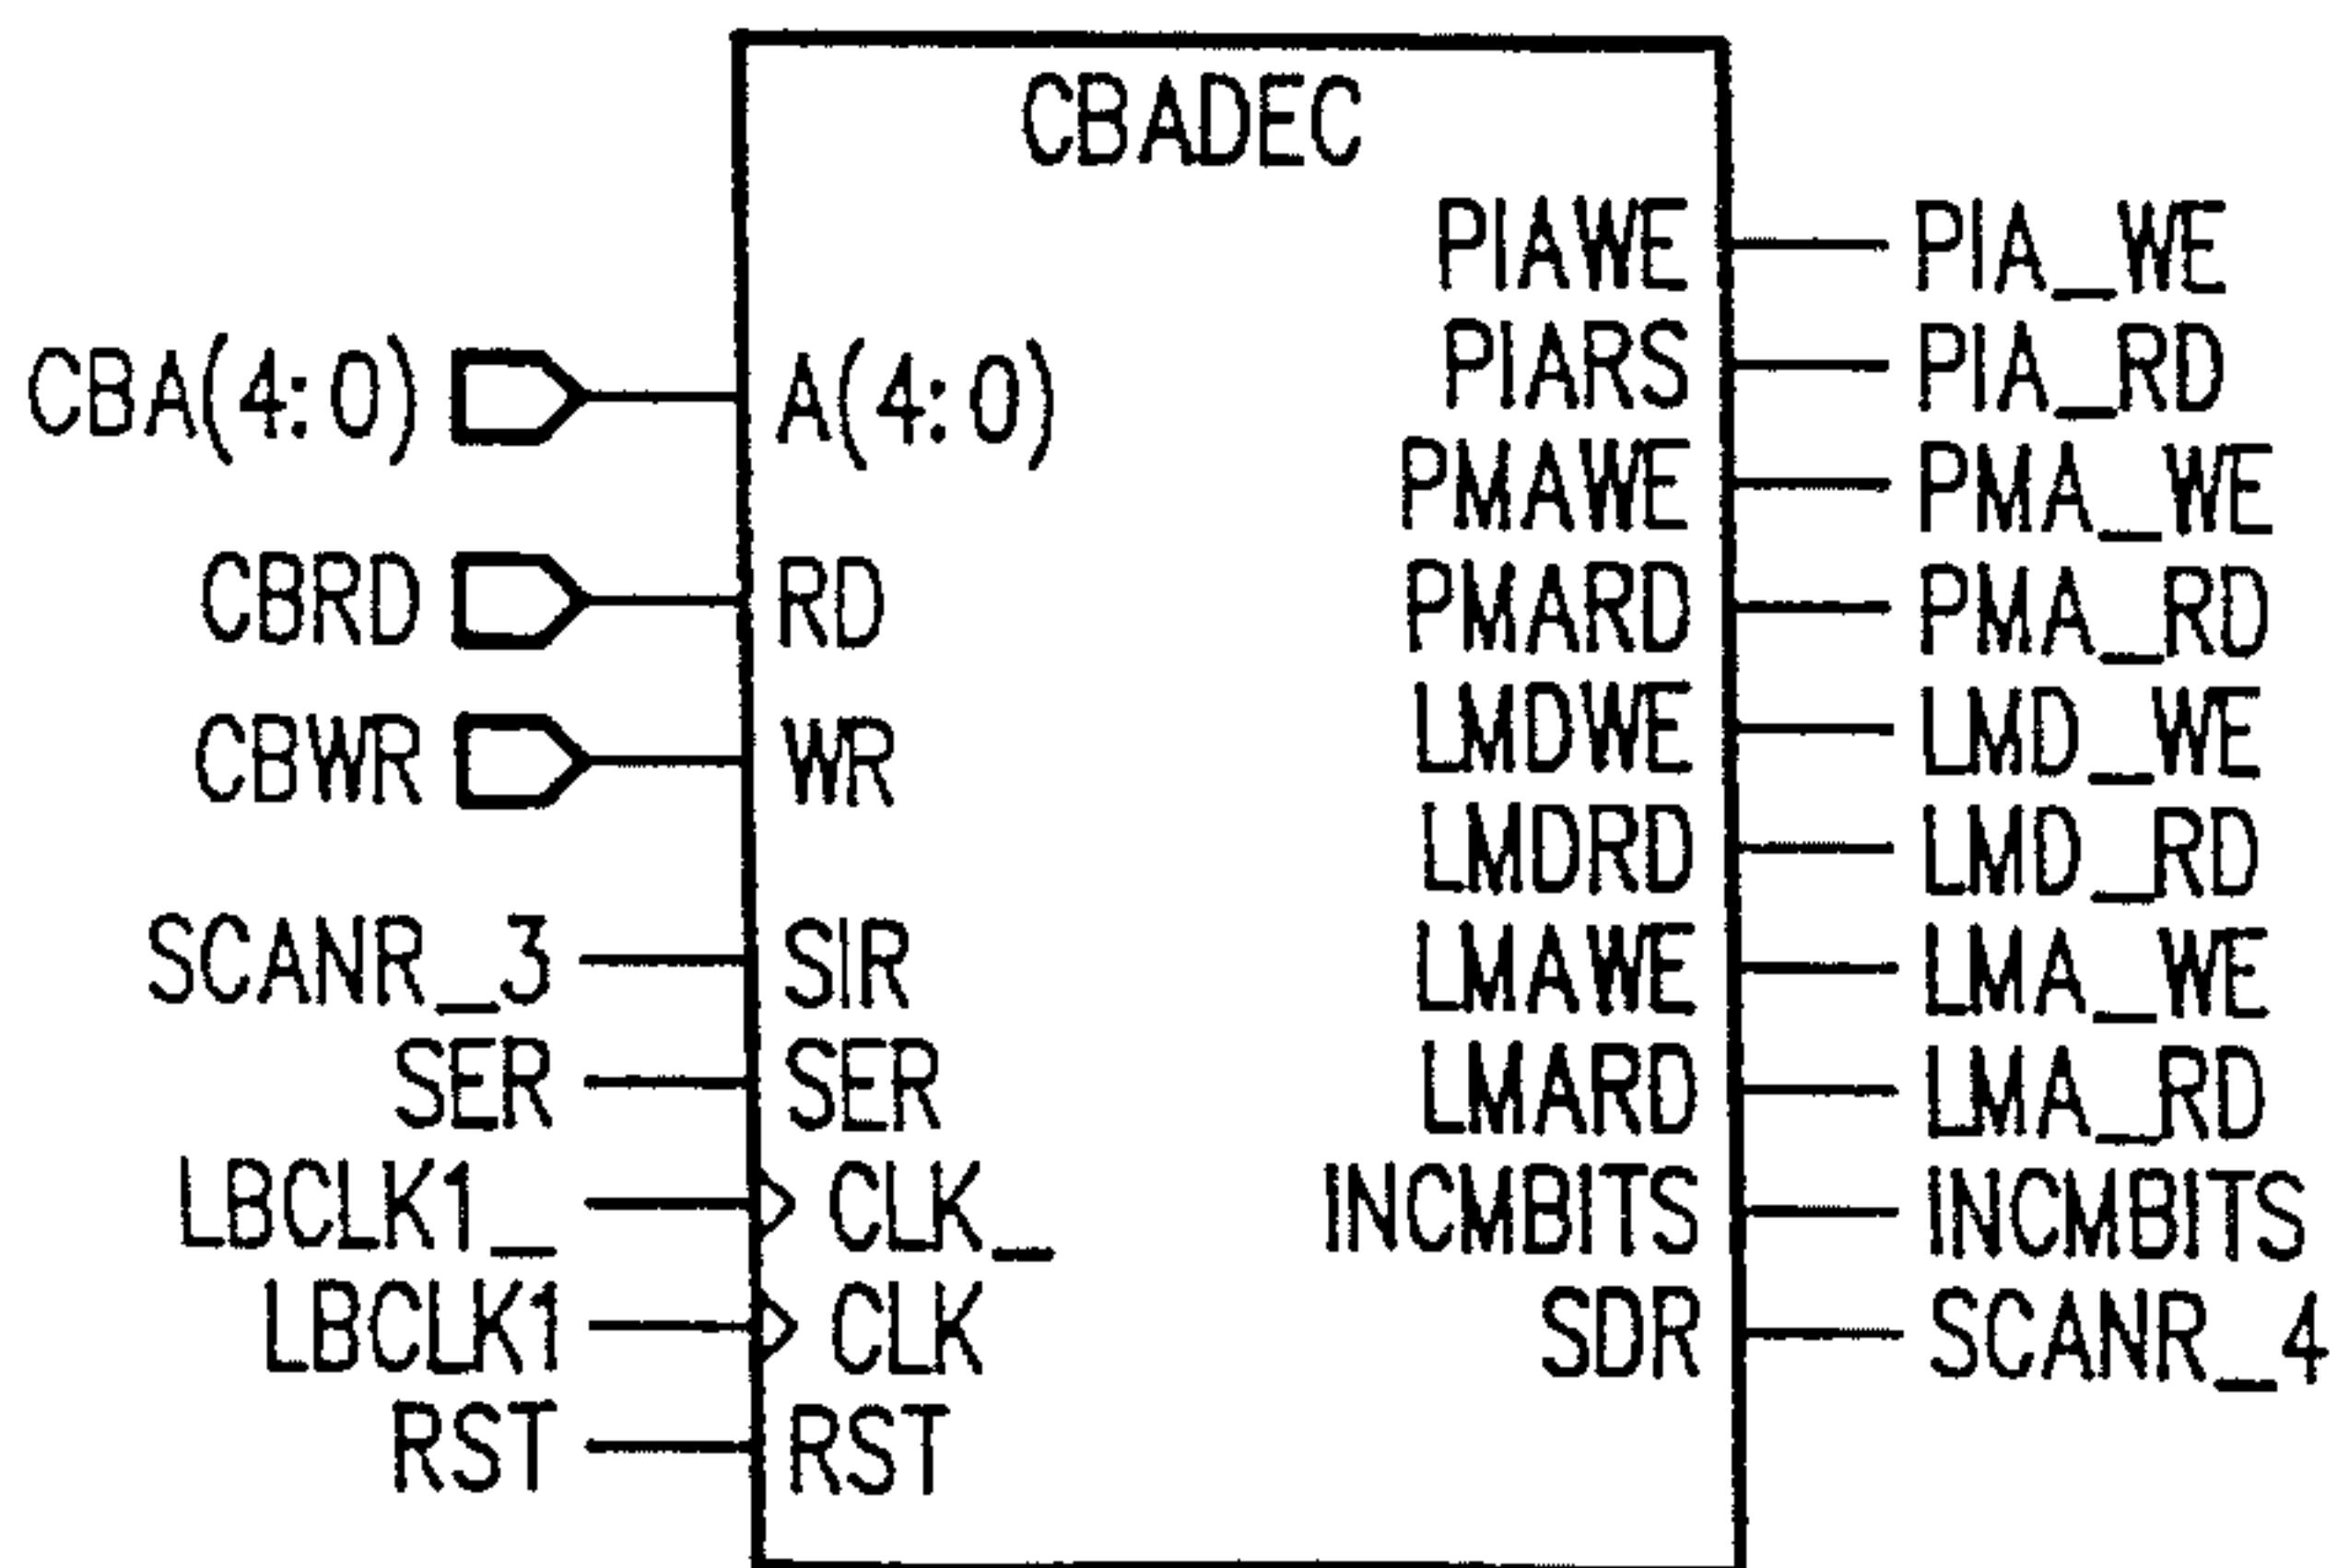 CBADEC
PIAWE PIA_WE
PIARS PIA_RD
CBA(4:0) A(4:0)
PMAWE PMA_WE
CBRD RD PMARD PMA_RD
LMDWE LMD_WE
CBWR WR
LMDRD LMD_RD
SCANR_3 SIR LMAWE LMA_WE
SER SER LMARD LMA_RD
LBCLK1_ CLK_ INCMBITS INCMBITS
LBCLK1 CLK SDR SCANR_4
RST RST